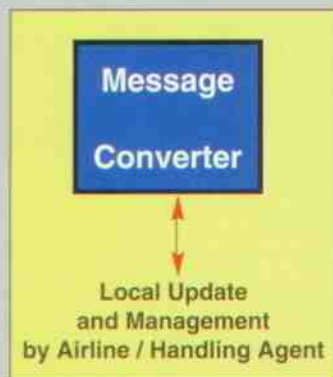 Message
Converter
Local Update
and Management
by Airline / Handling Agent